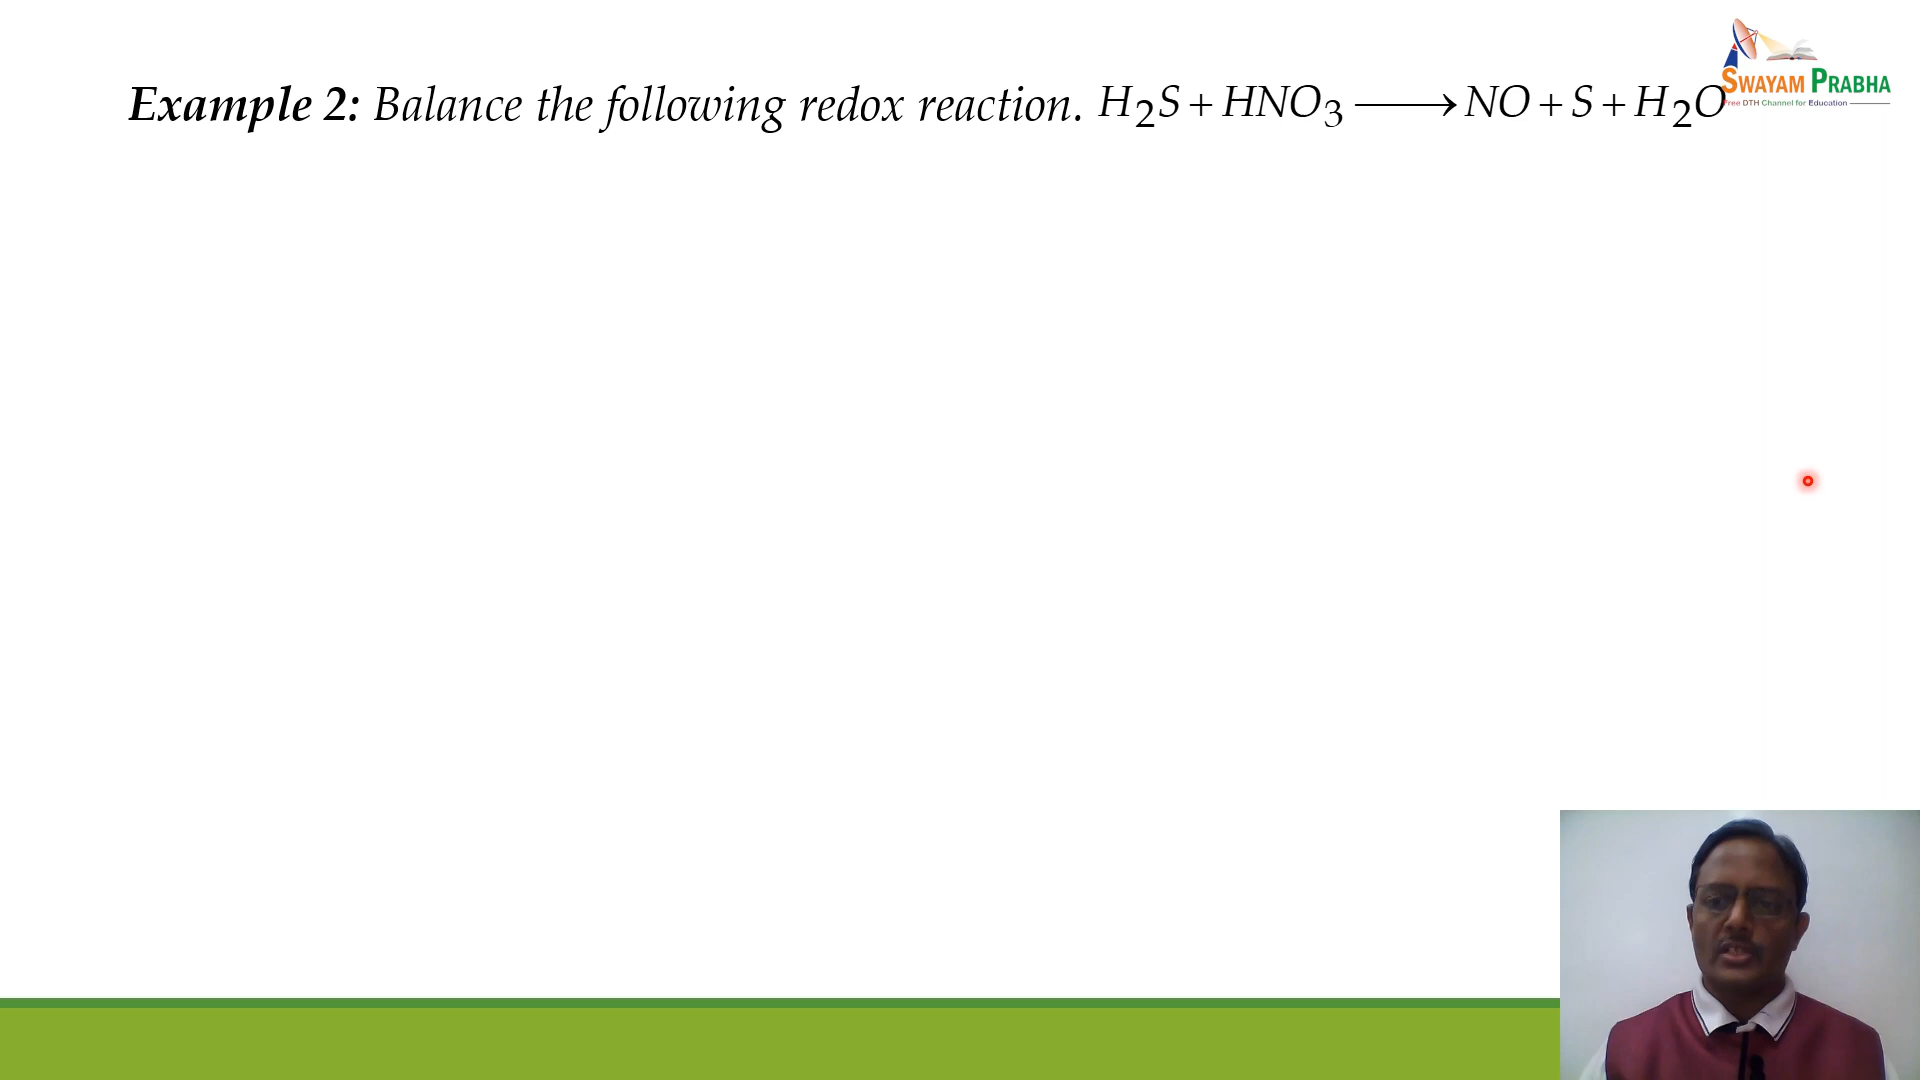 SWAYAM PRABHA
Free DTH Channel for Education
Example 2: Balance the following redox reaction. H₂S + HNO₃ ⟶ NO + S + H₂O